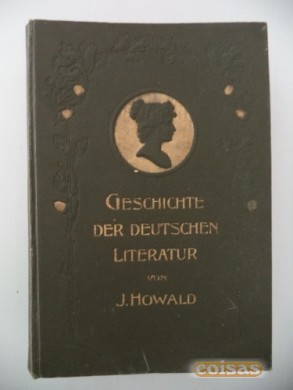 GESCHICHTE
DER DEUTSCHEN
LITERATUR
VON
J. HOWALD
coisas